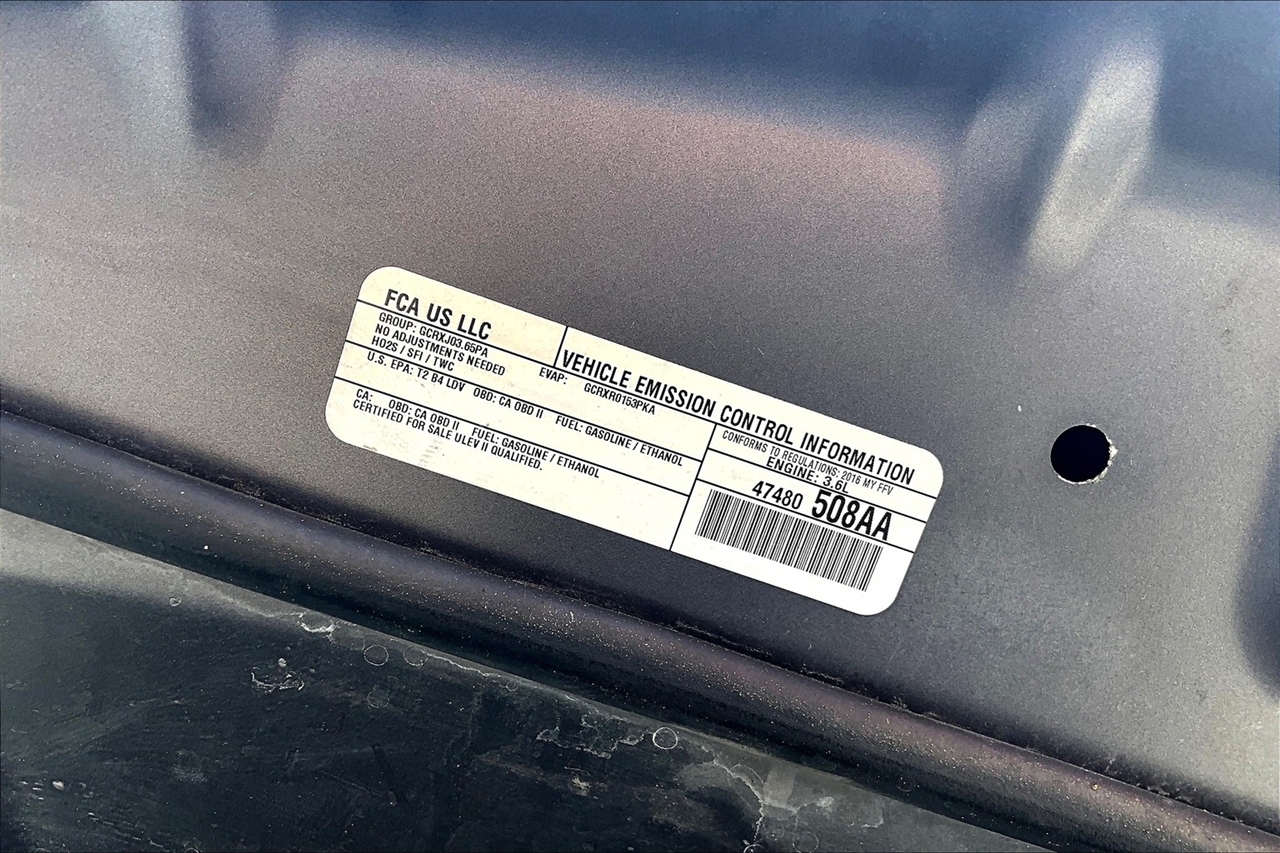 FCA US LLC
VEHICLE EMISSION CONTROL INFORMATION
GROUP: GCRXJ03.65PA
EVAP: GCRXR0153PKA
NO ADJUSTMENTS NEEDED
HO2S / SFI / TWC
U.S. EPA: T2 B4 LDV OBD: CA OBD II FUEL: GASOLINE / ETHANOL
CA: OBD: CA OBD II FUEL: GASOLINE / ETHANOL
CERTIFIED FOR SALE ULEV II QUALIFIED.
CONFORMS TO REGULATIONS: 2016 MY FFV
ENGINE: 3.6L
47480 508AA